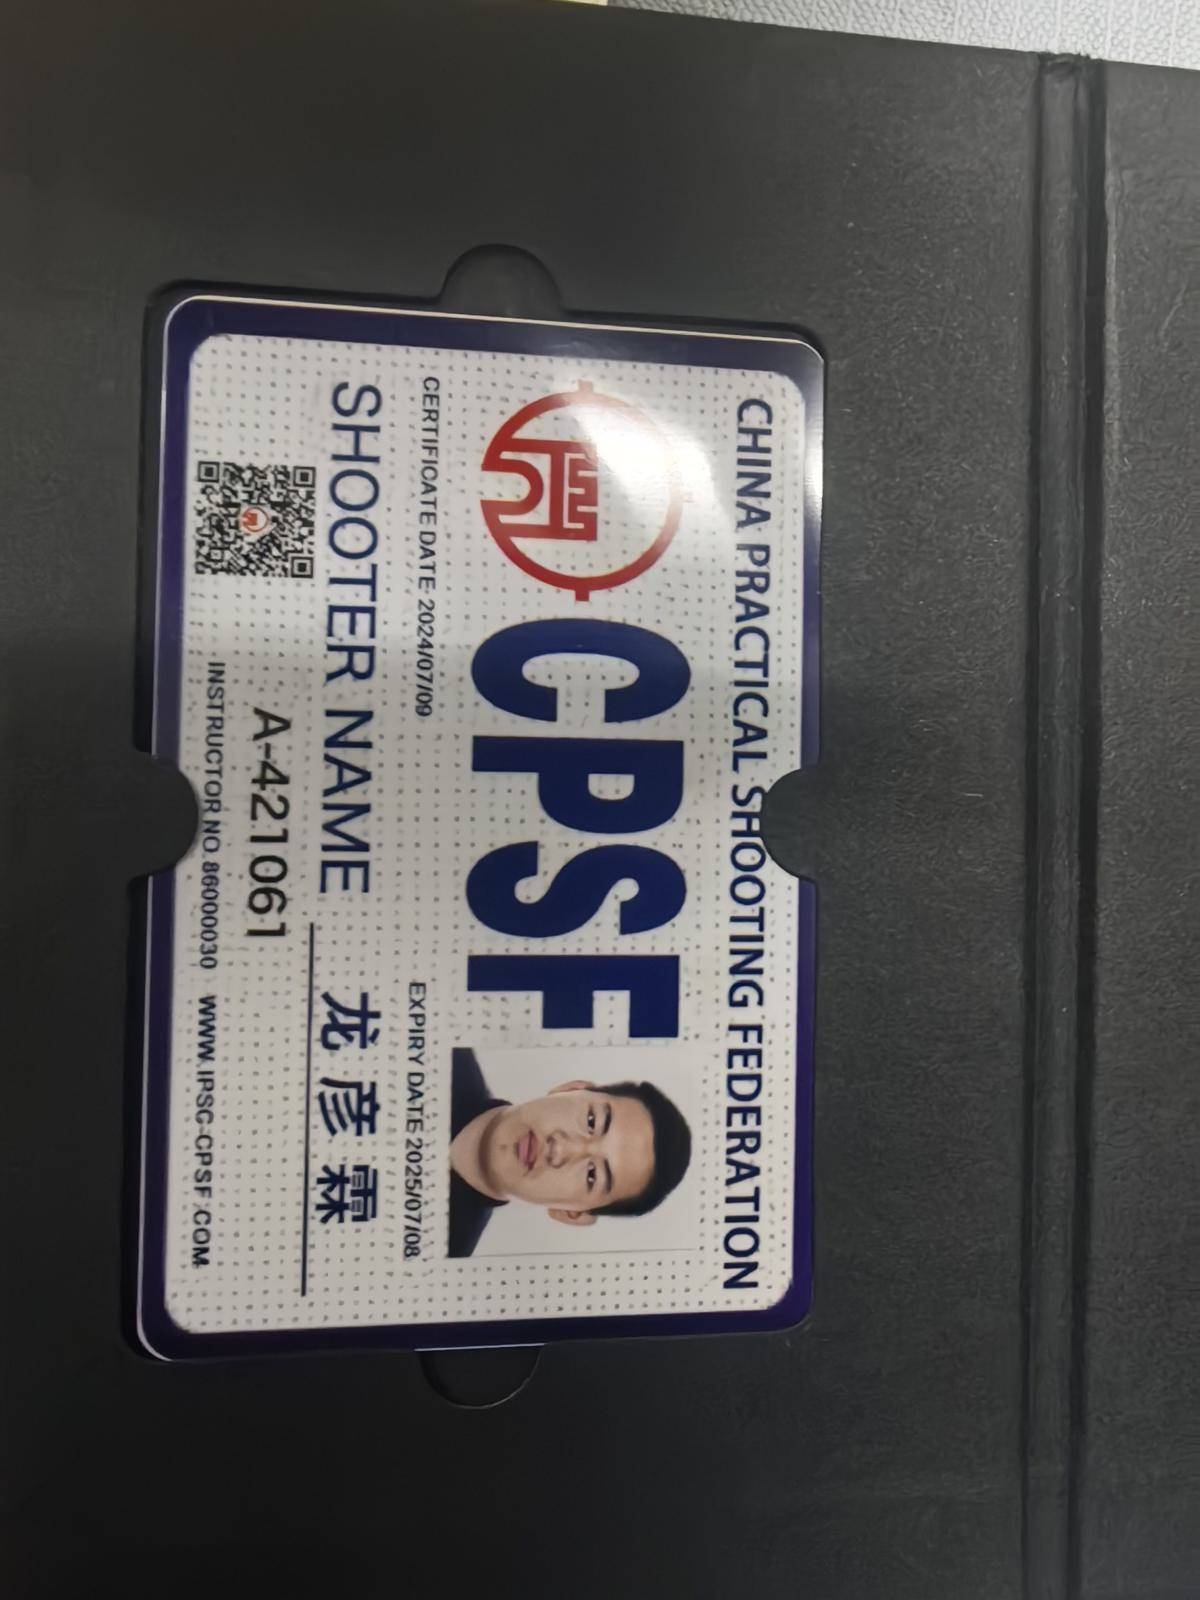 CHINA PRACTICAL SHOOTING FEDERATION
CPSF
CERTIFICATE DATE 2024/07/09 EXPIRY DATE 2025/07/08
SHOOTER NAME 龙彦霖
A-421061
INSTRUCTOR NO. 8600030 WWW.IPSC-CPSF.COM